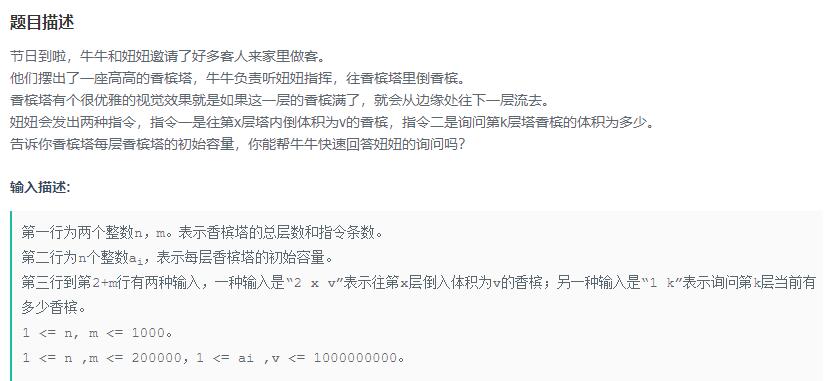 题目描述
节日到啦，牛牛和妞妞邀请了好多客人来家里做客。
他们摆出了一座高高的香槟塔，牛牛负责听妞妞指挥，往香槟塔里倒香槟。
香槟塔有个很优雅的视觉效果就是如果这一层的香槟满了，就会从边缘处往下一层流去。
妞妞会发出两种指令，指令一是往第x层塔内倒体积为v的香槟，指令二是询问第k层塔香槟的体积为多少。
告诉你香槟塔每层香槟塔的初始容量，你能帮牛牛快速回答妞妞的询问吗？
输入描述:
第一行为两个整数n，m。表示香槟塔的总层数和指令条数。
第二行为n个整数ai，表示每层香槟塔的初始容量。
第三行到第2+m行有两种输入，一种输入是“2 x v”表示往第x层倒入体积为v的香槟；另一种输入是“1 k”表示询问第k层当前有
多少香槟。
1 <= n, m <= 1000。
1 <= n ,m <= 200000，1 <= ai ,v <= 1000000000。